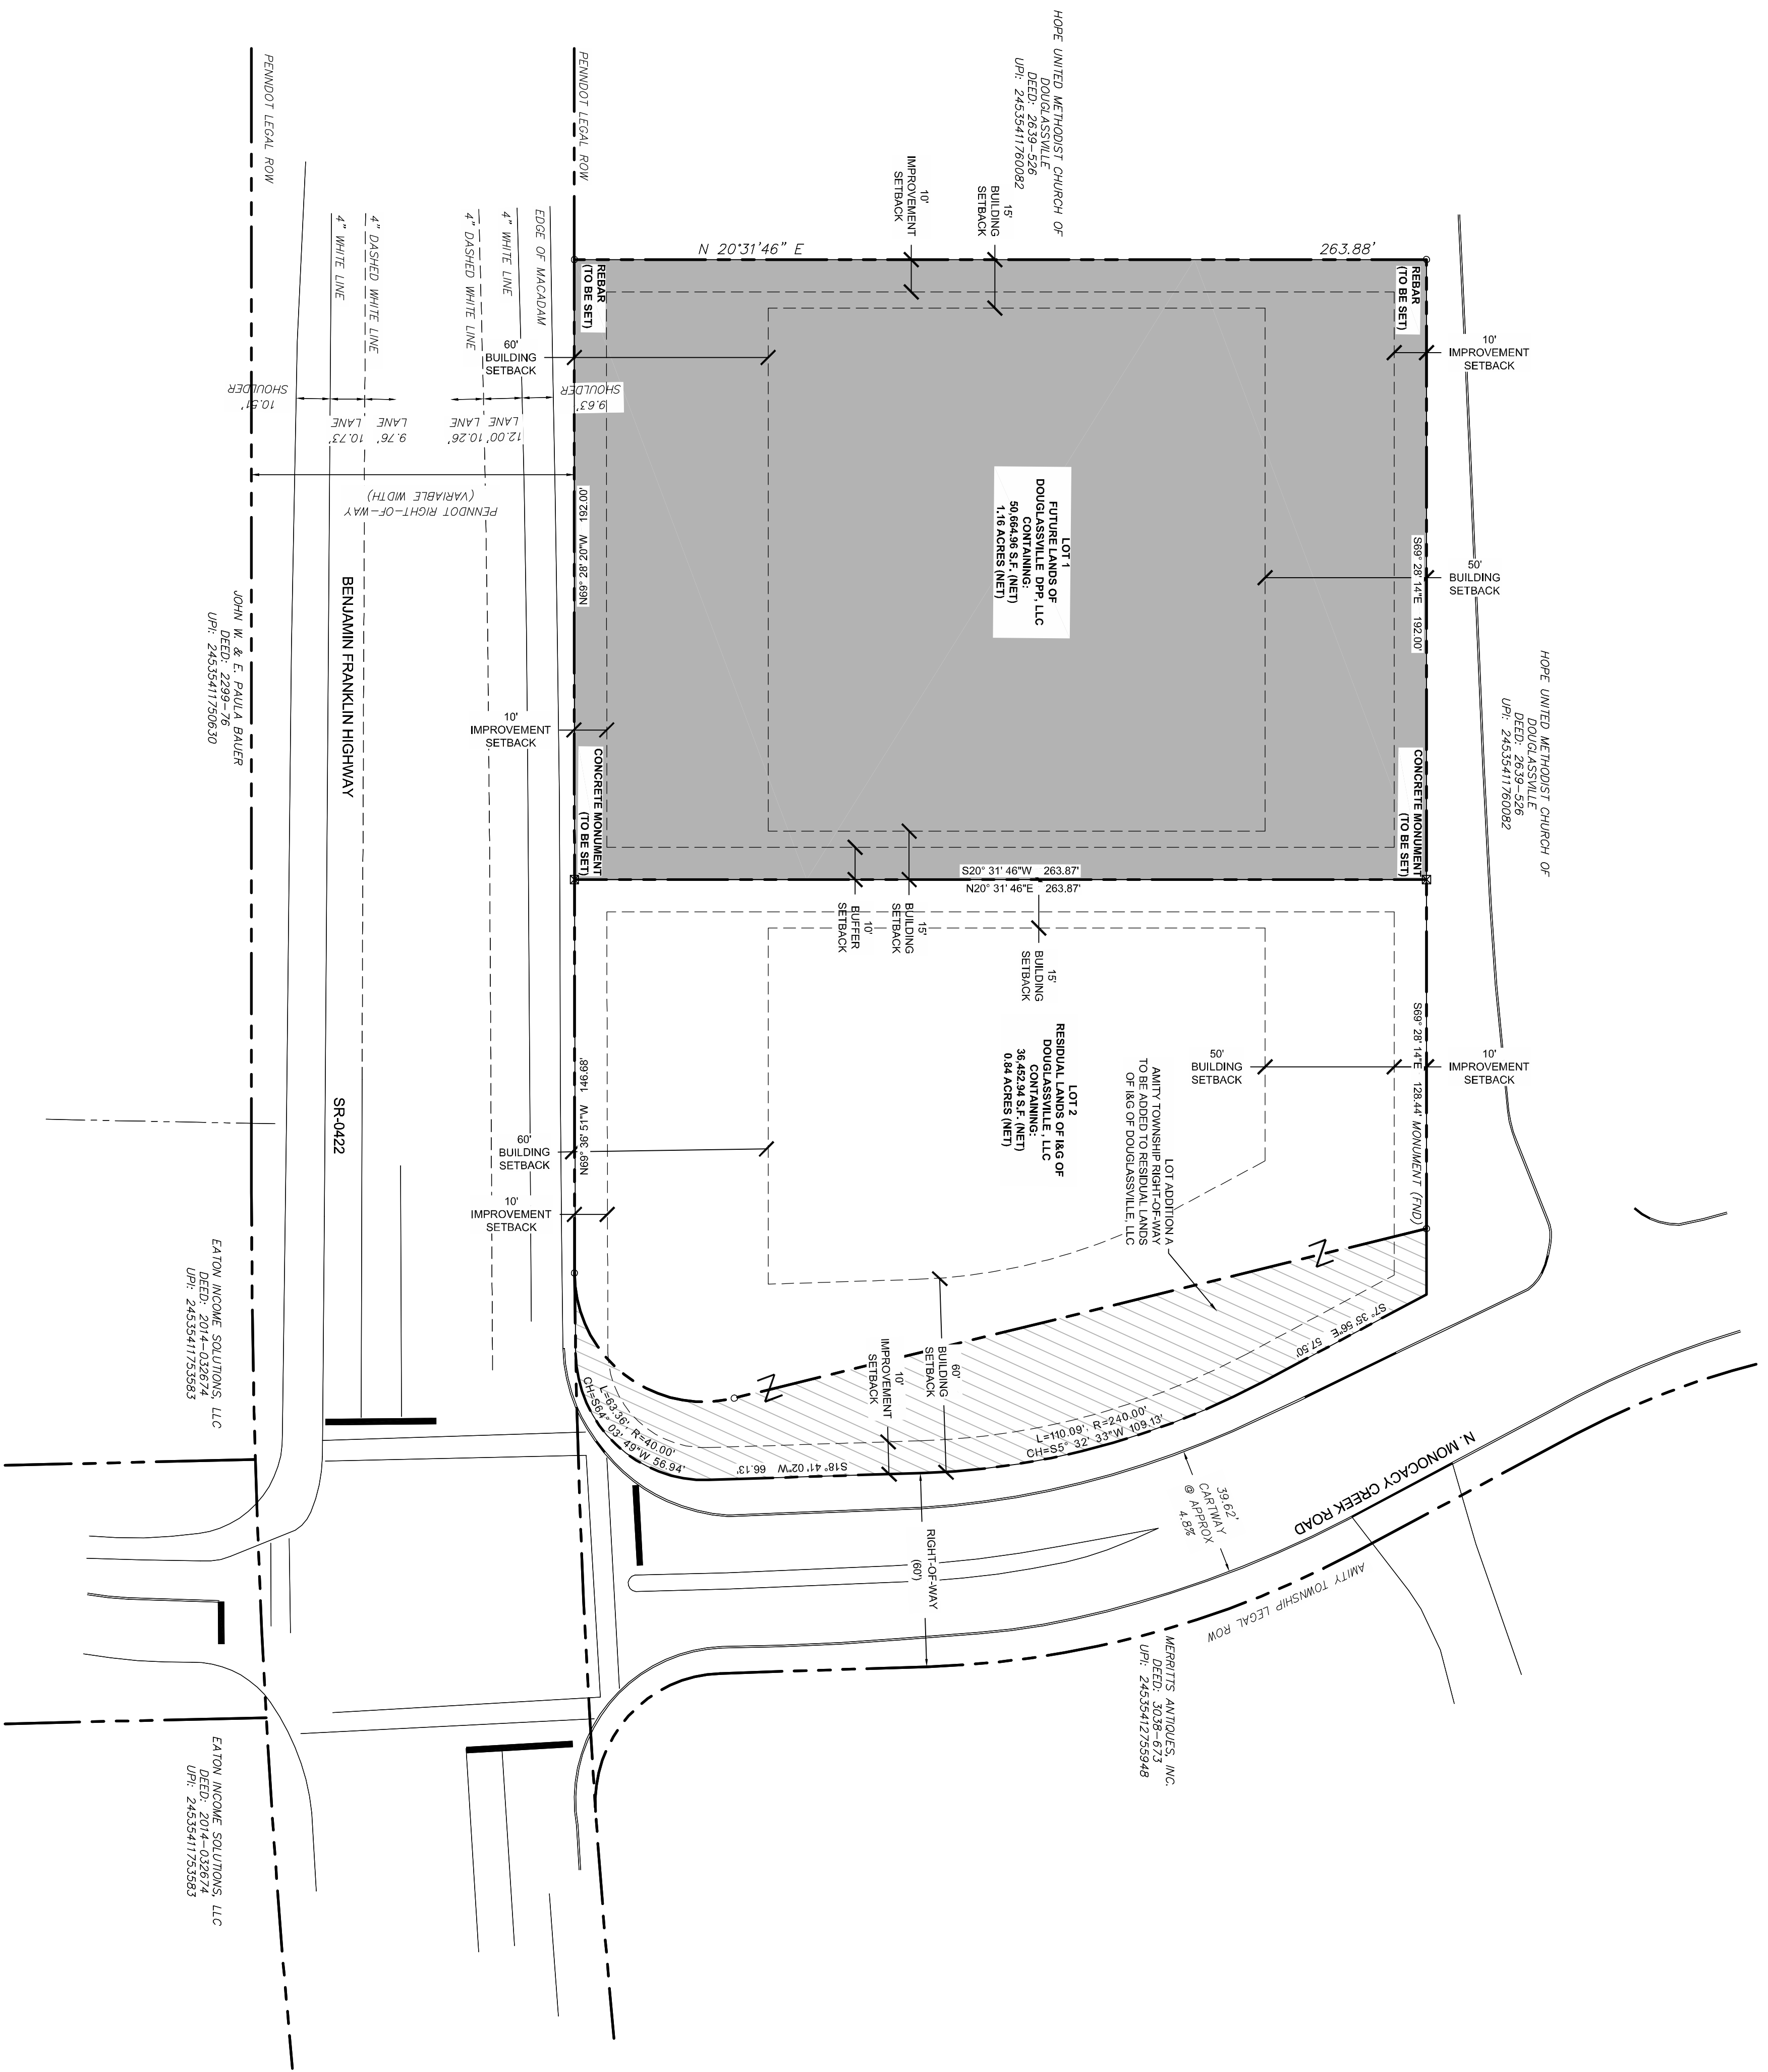 HOPE UNITED METHODIST CHURCH OF
DOUGLASSVILLE
DEED: 2639-526
UPI: 24535411760082
PENNDOT LEGAL ROW
PENNDOT LEGAL ROW
10'
IMPROVEMENT
SETBACK
15'
BUILDING
SETBACK
N 20°31'46" E
263.88'
REBAR
(TO BE SET)
REBAR
(TO BE SET)
4" WHITE LINE
4" DASHED WHITE LINE
4" DASHED WHITE LINE
4" WHITE LINE
EDGE OF MACADAM
60'
BUILDING
SETBACK
10'
IMPROVEMENT
SETBACK
10.51'
SHOULDER
10.73'
LANE
9.76'
LANE
10.26'
LANE
12.00'
LANE
9.63'
SHOULDER
PENNDOT RIGHT-OF-WAY
(VARIABLE WIDTH)
N69° 28' 20"W 192.00'
LOT 1
FUTURE LANDS OF
DOUGLASSVILLE DPP, LLC
CONTAINING:
50,664.96 S.F. (NET)
1.16 ACRES (NET)
S69° 28' 14"E 192.00'
50'
BUILDING
SETBACK
HOPE UNITED METHODIST CHURCH OF
DOUGLASSVILLE
DEED: 2639-526
UPI: 24535411760082
JOHN W. & E. PAULA BAUER
DEED: 2299-76
UPI: 24535411750630
BENJAMIN FRANKLIN HIGHWAY
SR-0422
10'
IMPROVEMENT
SETBACK
CONCRETE MONUMENT
(TO BE SET)
CONCRETE MONUMENT
(TO BE SET)
S20° 31' 46"W 263.87'
N20° 31' 46"E 263.87'
10'
BUFFER
SETBACK
15'
BUILDING
SETBACK
15'
BUILDING
SETBACK
LOT 2
RESIDUAL LANDS OF I&G OF
DOUGLASSVILLE, LLC
CONTAINING:
36,452.94 S.F. (NET)
0.84 ACRES (NET)
50'
BUILDING
SETBACK
10'
IMPROVEMENT
SETBACK
S69° 28' 14"E 128.44'
MONUMENT (FND)
LOT ADDITION A
AMITY TOWNSHIP RIGHT-OF-WAY
TO BE ADDED TO RESIDUAL LANDS
OF I&G OF DOUGLASSVILLE, LLC
N69° 36' 51"W 146.68'
60'
BUILDING
SETBACK
10'
IMPROVEMENT
SETBACK
S7° 35' 56"E 57.50'
10'
IMPROVEMENT
SETBACK
60'
BUILDING
SETBACK
L=63.36', R=40.00'
CH=S64° 03' 49"W 56.94'
S18° 41' 02"W 66.13'
L=110.09', R=240.00'
CH=S5° 32' 33"W 109.13'
RIGHT-OF-WAY
(60')
39.62'
CARTWAY
@ APPROX
4.8%
N. MONOCACY CREEK ROAD
AMITY TOWNSHIP LEGAL ROW
MERRITTS ANTIQUES, INC.
DEED: 3038-673
UPI: 24535412755948
EATON INCOME SOLUTIONS, LLC
DEED: 2014-032674
UPI: 24535411753583
EATON INCOME SOLUTIONS, LLC
DEED: 2014-032674
UPI: 24535411753583